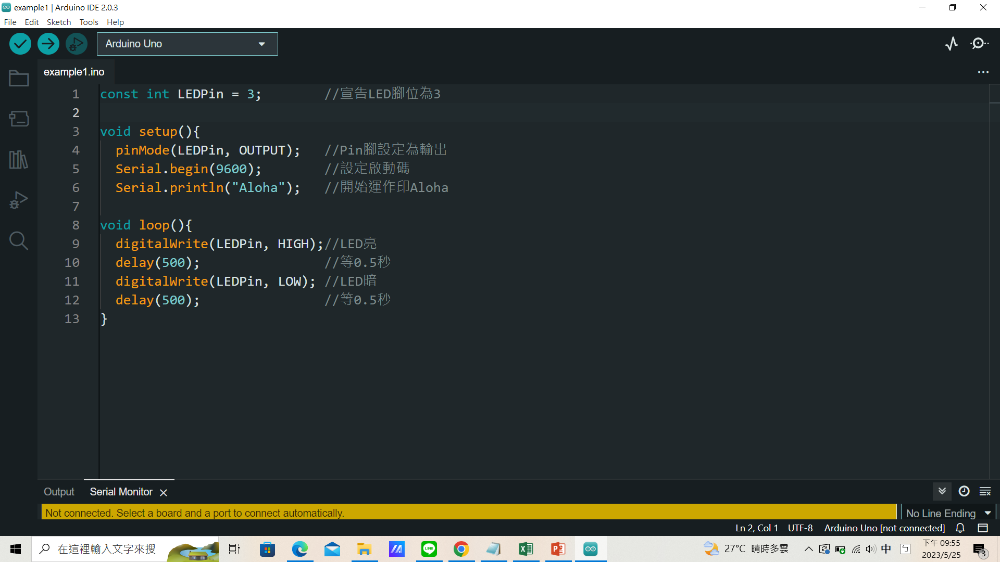 example1 | Arduino IDE 2.0.3
File Edit Sketch Tools Help
Arduino Uno
example1.ino
1 const int LEDPin = 3; //宣告LED腳位為3
2
3 void setup(){
4 pinMode(LEDPin, OUTPUT); //Pin腳設定為輸出
5 Serial.begin(9600); //設定啟動碼
6 Serial.println("Aloha"); //開始運作印Aloha
7
8 void loop(){
9 digitalWrite(LEDPin, HIGH);//LED亮
10 delay(500); //等0.5秒
11 digitalWrite(LEDPin, LOW); //LED暗
12 delay(500); //等0.5秒
13 }
Output Serial Monitor
Not connected. Select a board and a port to connect automatically.
No Line Ending
Ln 2, Col 1 UTF-8 Arduino Uno [not connected]
在這裡輸入文字來搜
LINE
27°C 晴時多雲
中
ㄅ
下午 09:55
2023/5/25
3